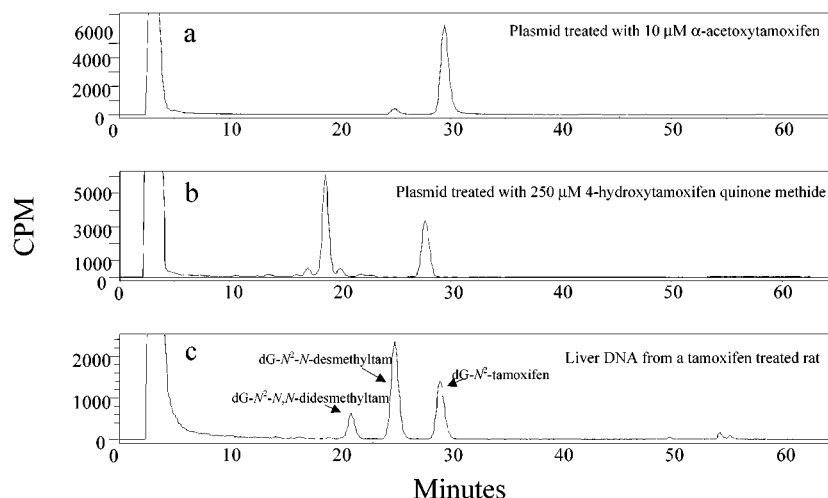 a
Plasmid treated with 10 μM α-acetoxytamoxifen
6000
4000
2000
0
0 10 20 30 40 50 60
b
Plasmid treated with 250 μM 4-hydroxytamoxifen quinone methide
5000
3000
1000
0
0 10 20 30 40 50 60
CPM
c
Liver DNA from a tamoxifen treated rat
dG-N²-N-desmethyltam
dG-N²-tamoxifen
dG-N²-N,N-didesmethyltam
2000
1000
0
0 10 20 30 40 50 60
Minutes